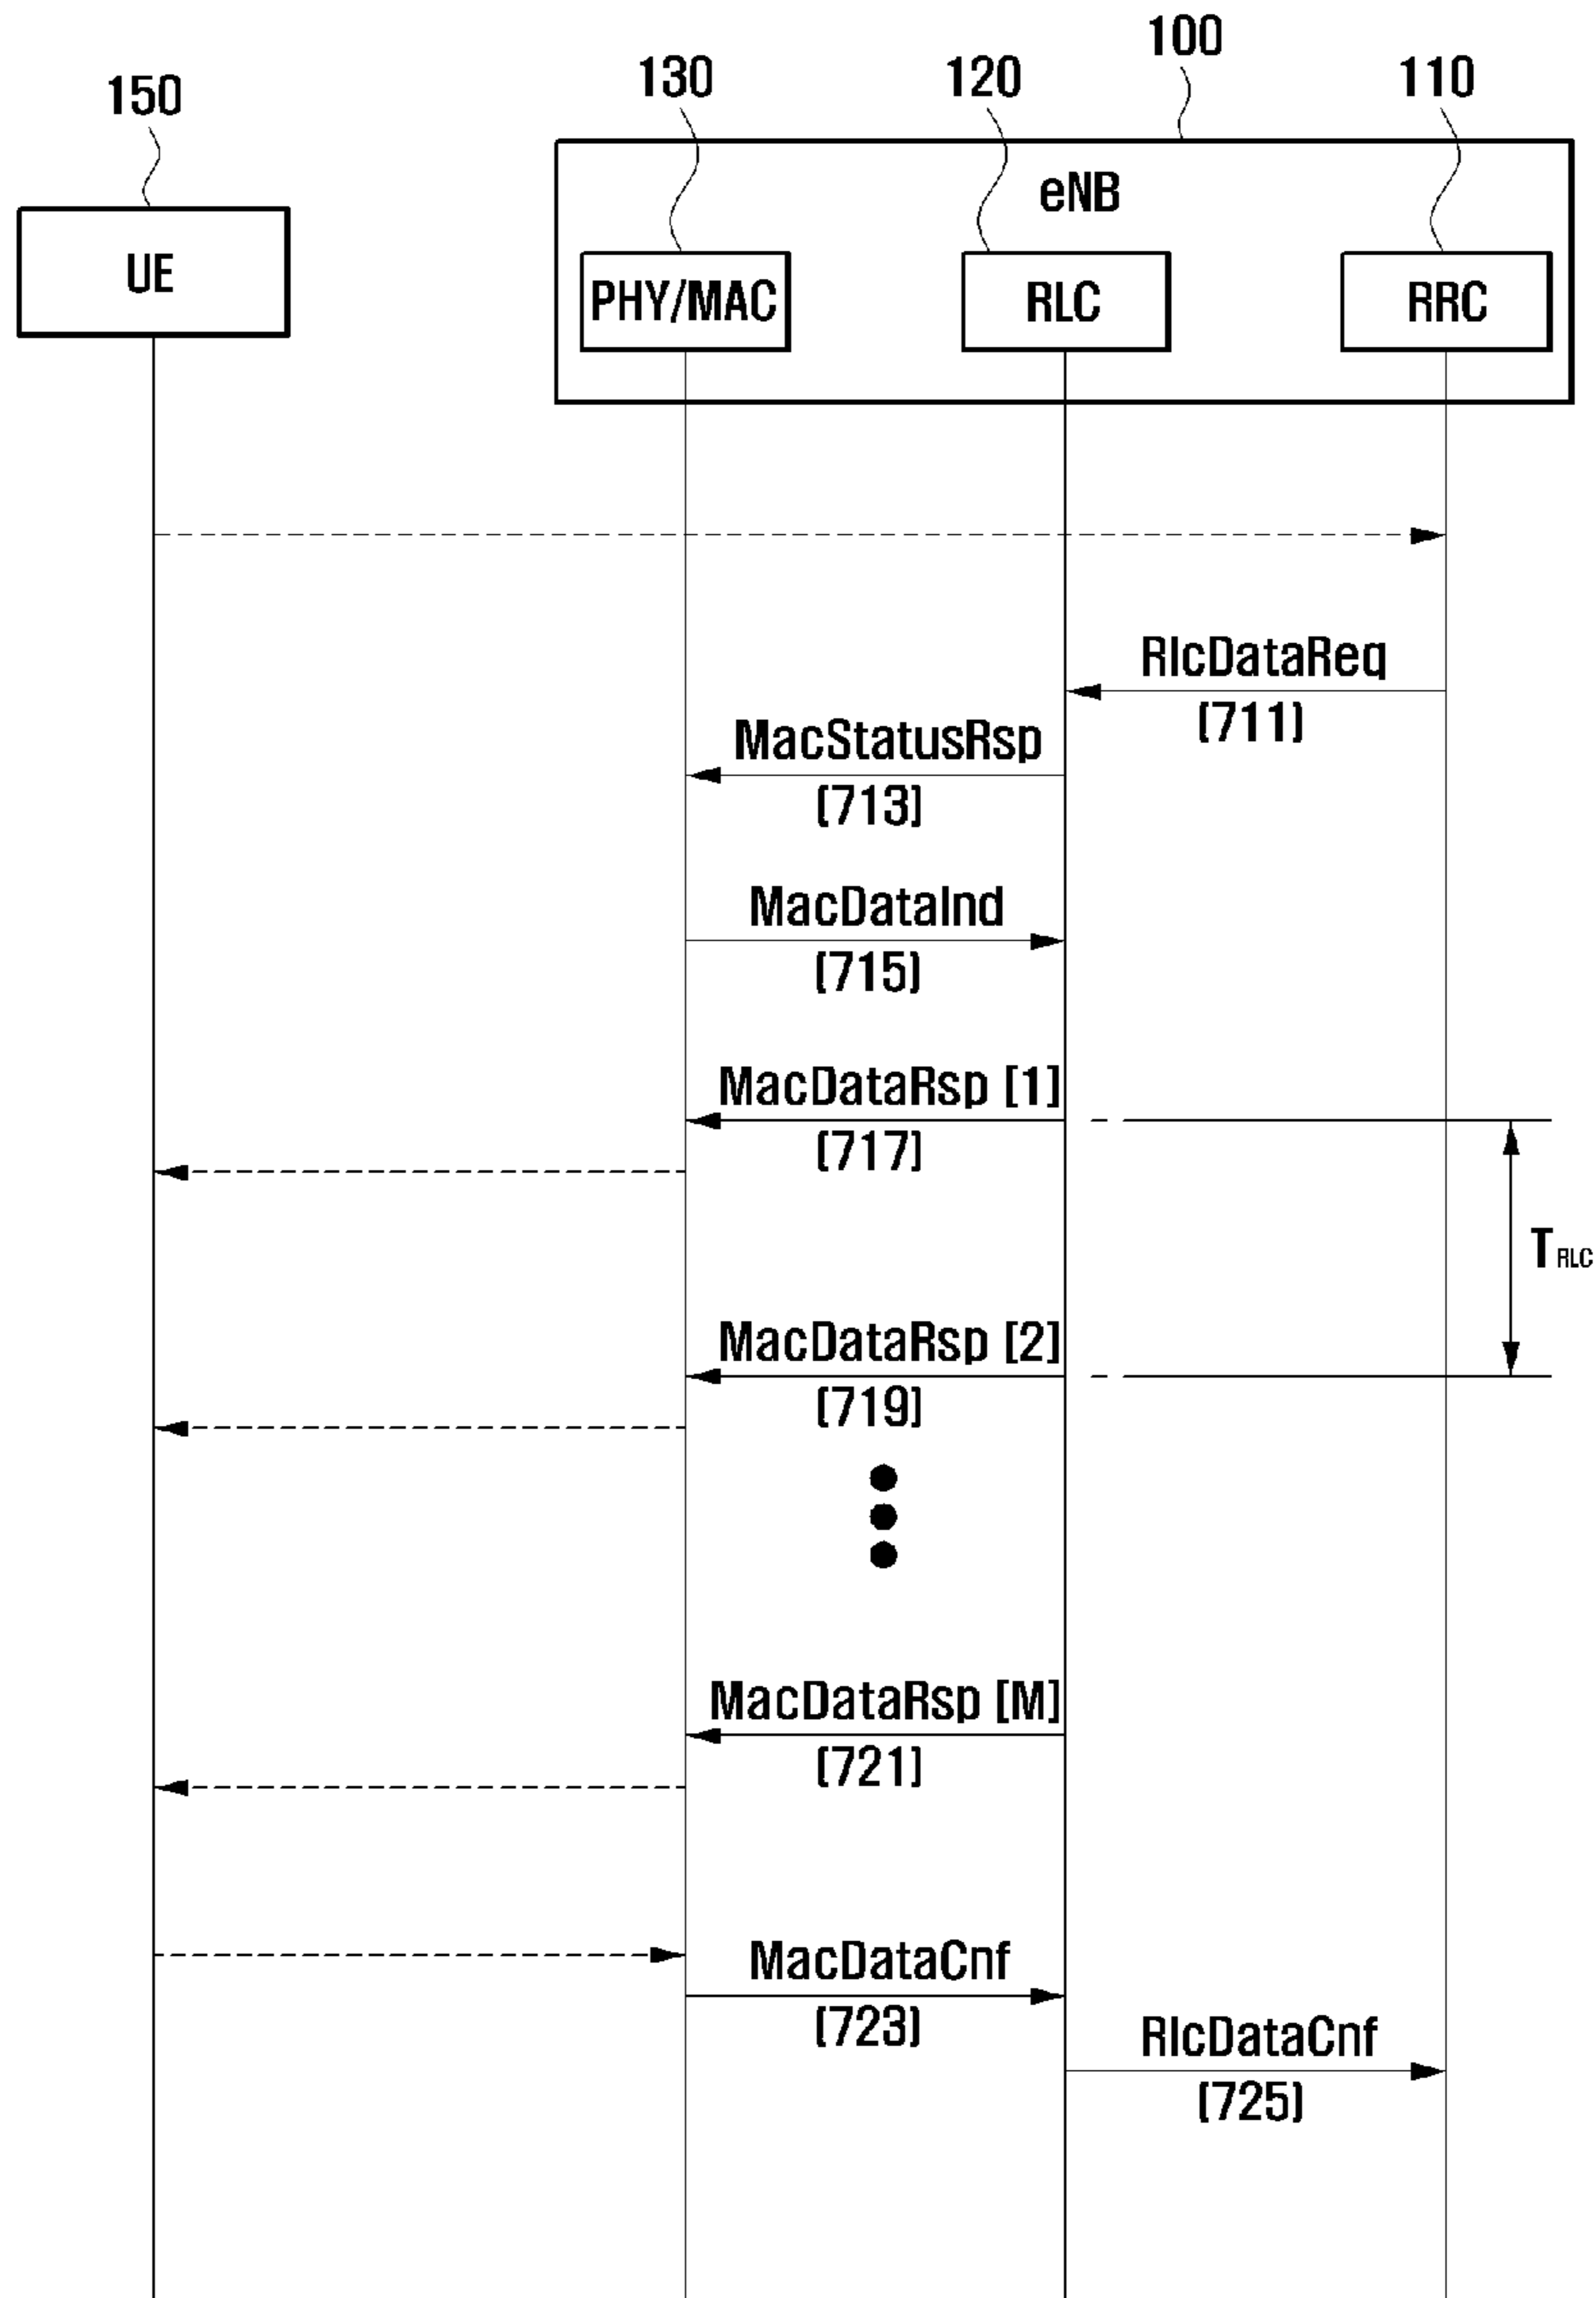 100
130
120
110
150
eNB
UE
PHY/MAC
RLC
RRC
RlcDataReq
(711)
MacStatusRsp
(713)
MacDataInd
(715)
MacDataRsp [1]
(717)
TRLC
MacDataRsp [2]
(719)
MacDataRsp [M]
(721)
MacDataCnf
(723)
RlcDataCnf
(725)